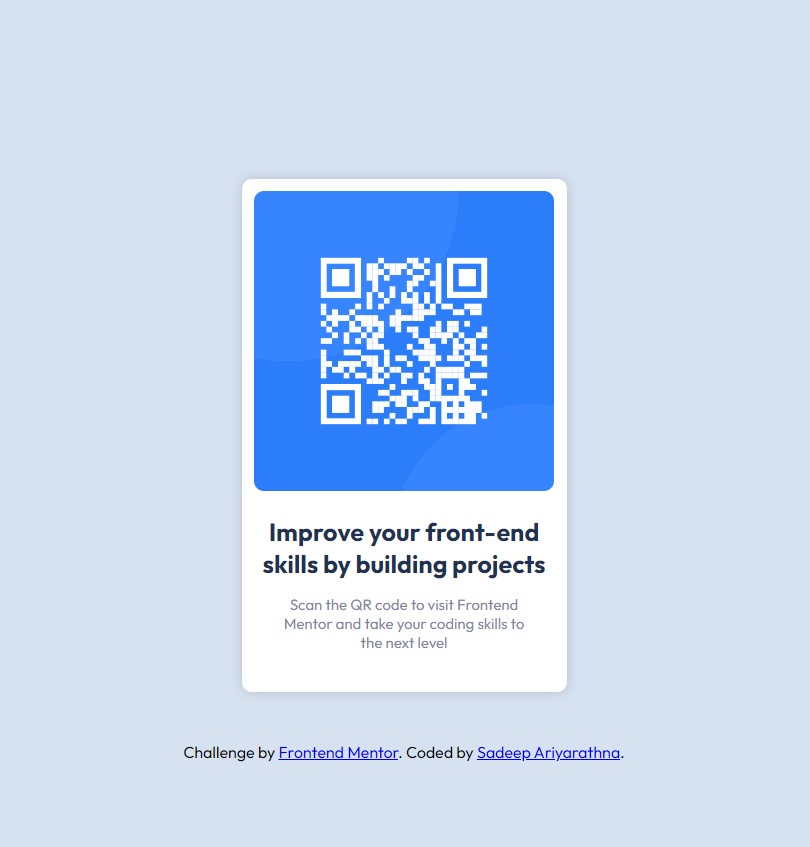 Improve your front-end
skills by building projects
Scan the QR code to visit Frontend
Mentor and take your coding skills to
the next level
Challenge by Frontend Mentor. Coded by Sadeep Ariyarathna.